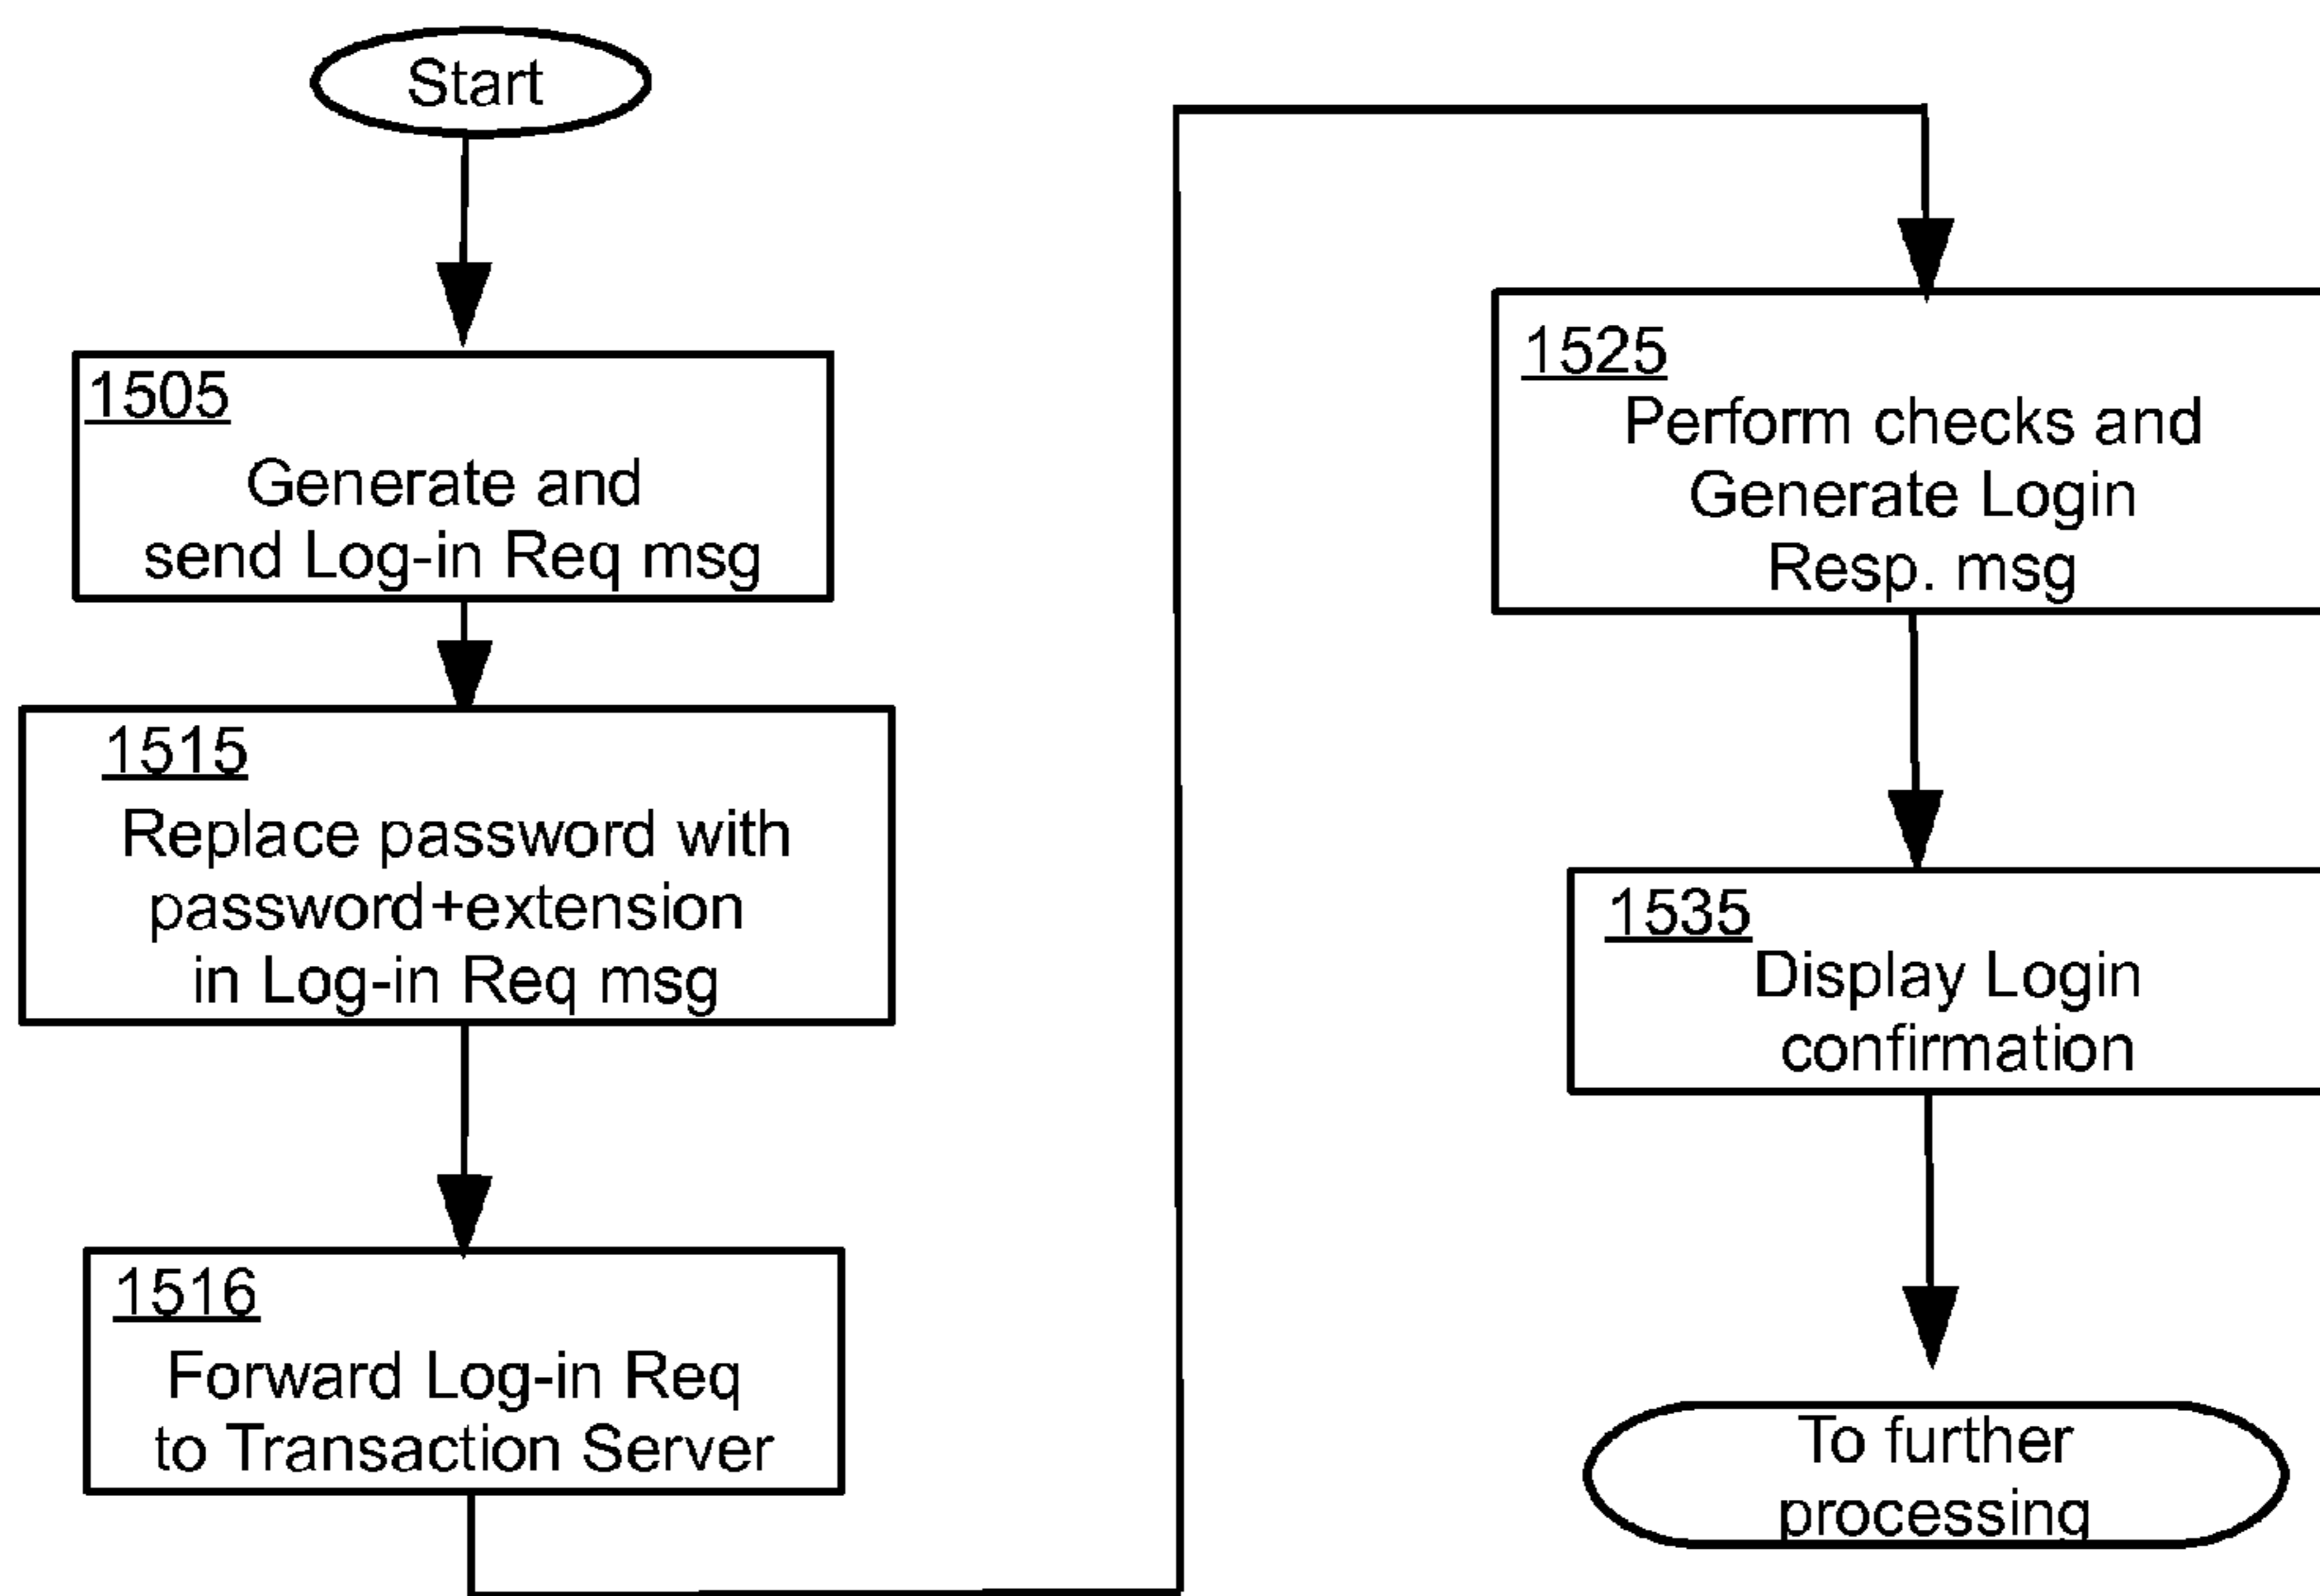 Start
1505
Generate and
send Log-in Req msg
1515
Replace password with
password+extension
in Log-in Req msg
1516
Forward Log-in Req
to Transaction Server
1525
Perform checks and
Generate Login
Resp. msg
1535
Display Login
confirmation
To further
processing